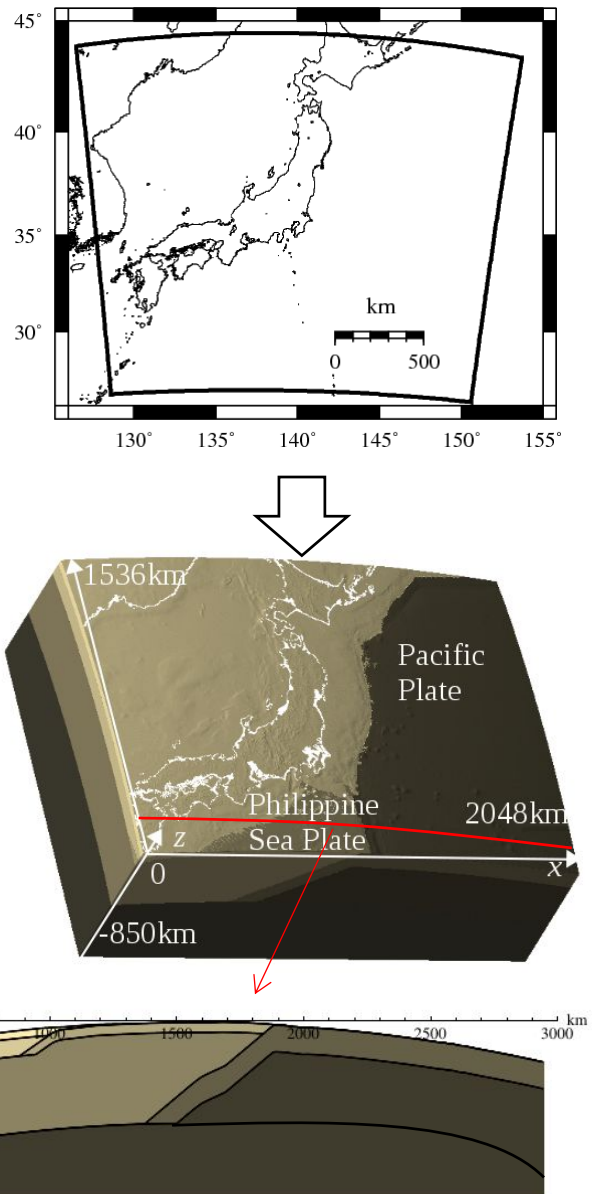 45°
40°
35°
30°
km
0 500
130° 135° 140° 145° 150° 155°
1536km
Pacific
Plate
Philippine
Sea Plate
2048km
z
x
0
-850km
1000 1500 2000 2500 3000 km